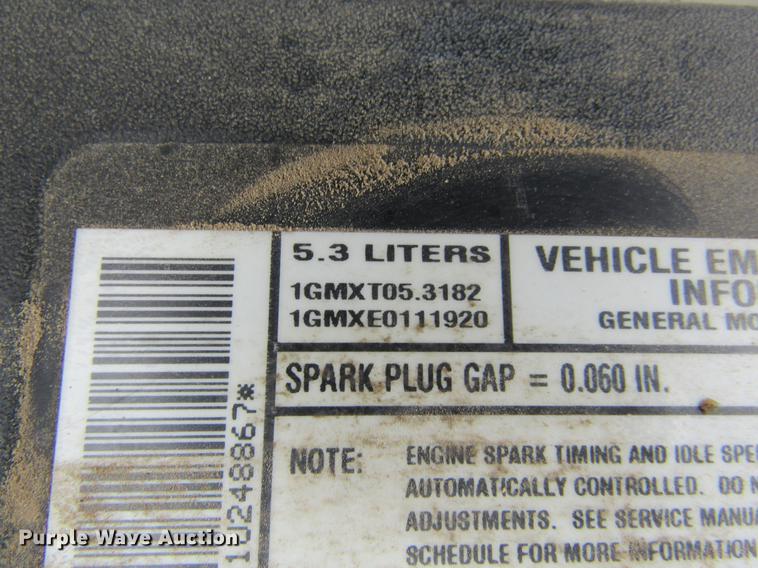 5.3 LITERS
1GMXT05.3182
1GMXE0111920
VEHICLE EM
INFO
GENERAL MO
SPARK PLUG GAP = 0.060 IN.
NOTE: ENGINE SPARK TIMING AND IDLE SPE
AUTOMATICALLY CONTROLLED. DO N
ADJUSTMENTS. SEE SERVICE MANUA
SCHEDULE FOR MORE INFORMATION
10248867*
Purple Wave Auction